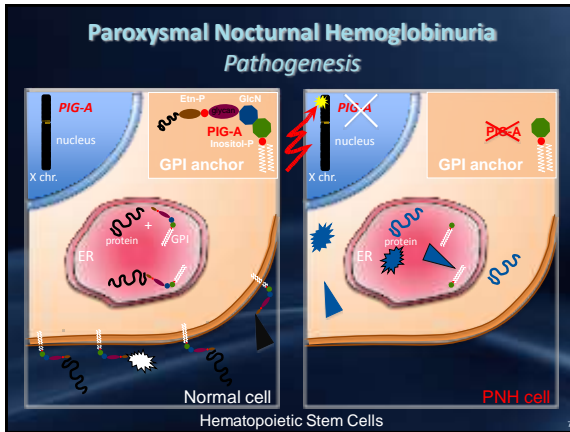 Paroxysmal Nocturnal Hemoglobinuria
Pathogenesis
PIG-A
nucleus
X chr.
Etn-P
GlcN
PIG-A
Inositol-P
GPI anchor
protein
+
GPI
ER
Normal cell
PIG-A
nucleus
X chr.
PIG-A
GPI anchor
protein
ER
PNH cell
Hematopoietic Stem Cells